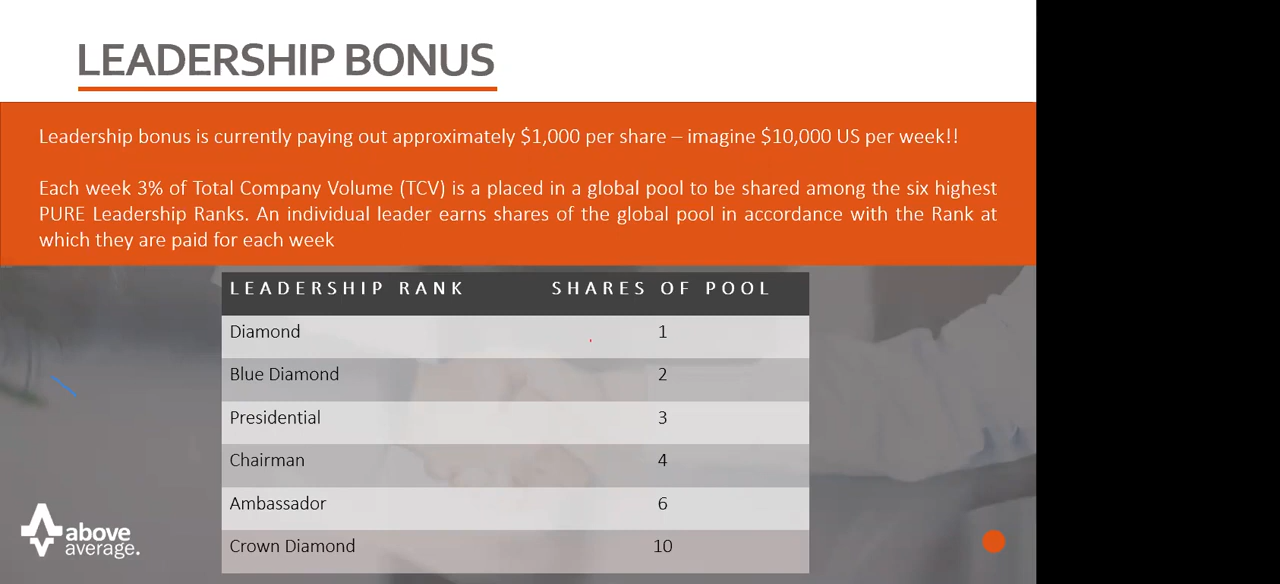 LEADERSHIP BONUS
Leadership bonus is currently paying out approximately $1,000 per share – imagine $10,000 US per week!!
Each week 3% of Total Company Volume (TCV) is a placed in a global pool to be shared among the six highest
PURE Leadership Ranks. An individual leader earns shares of the global pool in accordance with the Rank at
which they are paid for each week
LEADERSHIP RANK SHARES OF POOL
Diamond 1
Blue Diamond 2
Presidential 3
Chairman 4
Ambassador 6
Crown Diamond 10
above
average.